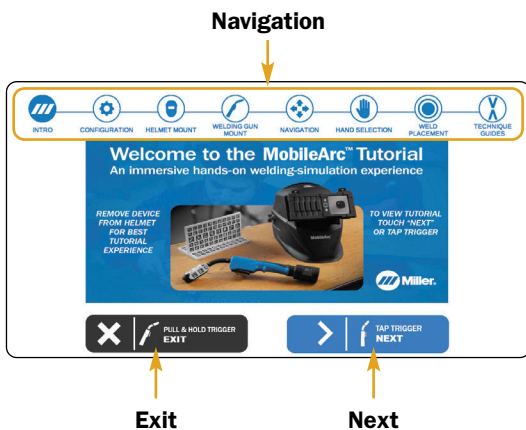 Navigation
INTRO
CONFIGURATION
HELMET MOUNT
WELDING GUN
MOUNT
NAVIGATION
HAND SELECTION
WELD
PLACEMENT
TECHNIQUE
GUIDES
Welcome to the MobileArc™ Tutorial
An immersive hands-on welding-simulation experience
REMOVE DEVICE
FROM HELMET
FOR BEST
TUTORIAL
EXPERIENCE
MobileArc
TO VIEW TUTORIAL
TOUCH “NEXT”
OR TAP TRIGGER
Miller.
PULL & HOLD TRIGGER
EXIT
TAP TRIGGER
NEXT
Exit
Next